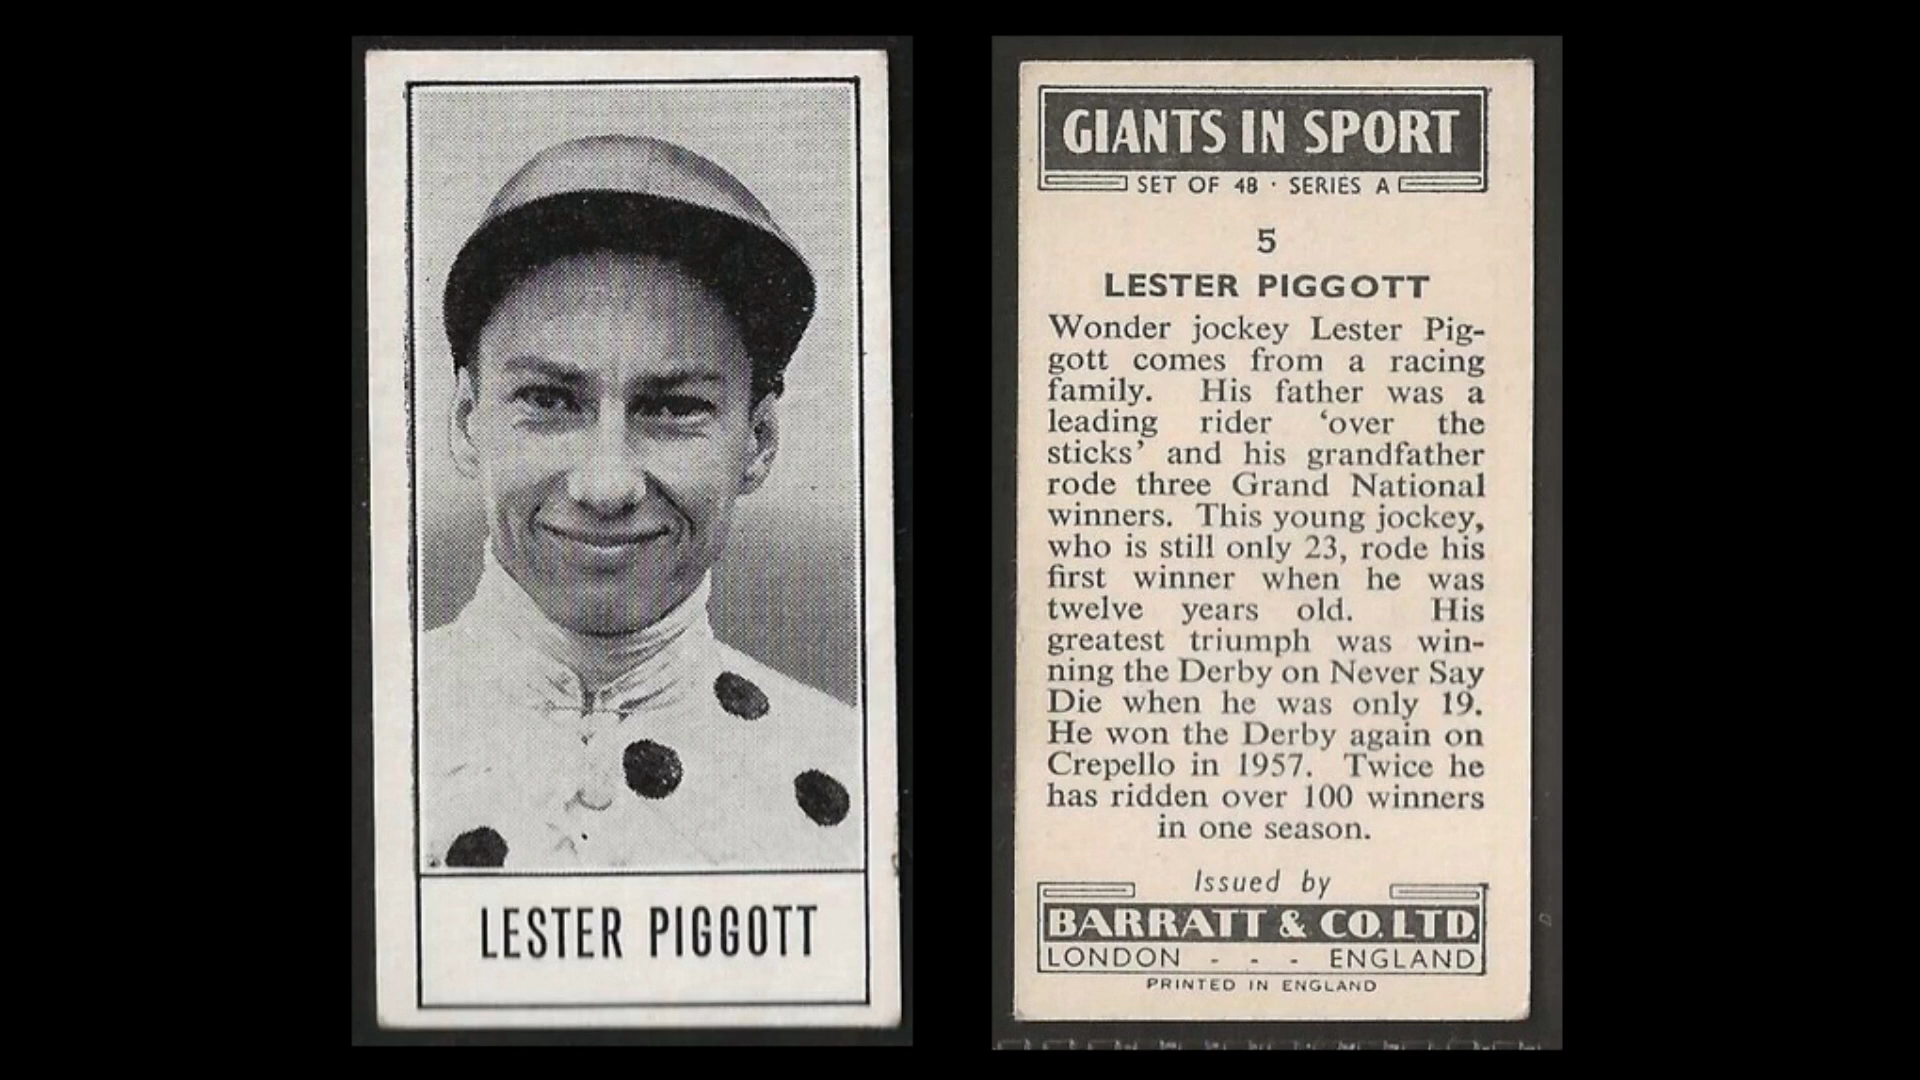 LESTER PIGGOTT
GIANTS IN SPORT
SET OF 48 · SERIES A
5
LESTER PIGGOTT
Wonder jockey Lester Pig-
gott comes from a racing
family. His father was a
leading rider ‘over the
sticks’ and his grandfather
rode three Grand National
winners. This young jockey,
who is still only 23, rode his
first winner when he was
twelve years old. His
greatest triumph was win-
ning the Derby on Never Say
Die when he was only 19.
He won the Derby again on
Crepello in 1957. Twice he
has ridden over 100 winners
in one season.
Issued by
BARRATT & CO. LTD.
LONDON - - - ENGLAND
PRINTED IN ENGLAND